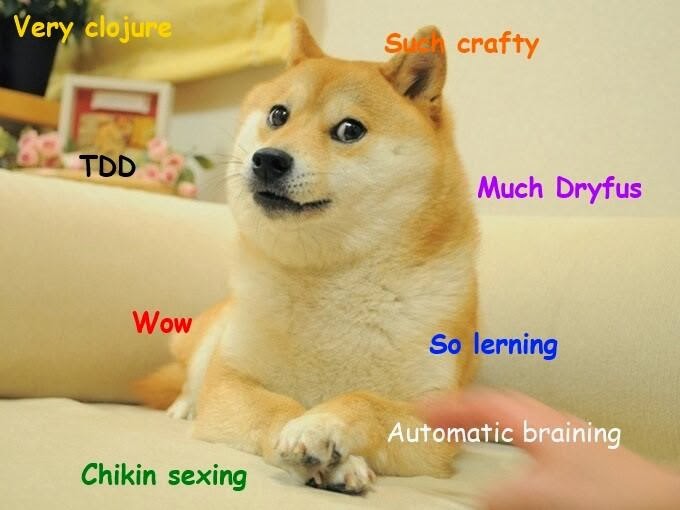 Very clojure
Such crafty
TDD
Much Dryfus
Wow
So lerning
Automatic braining
Chikin sexing